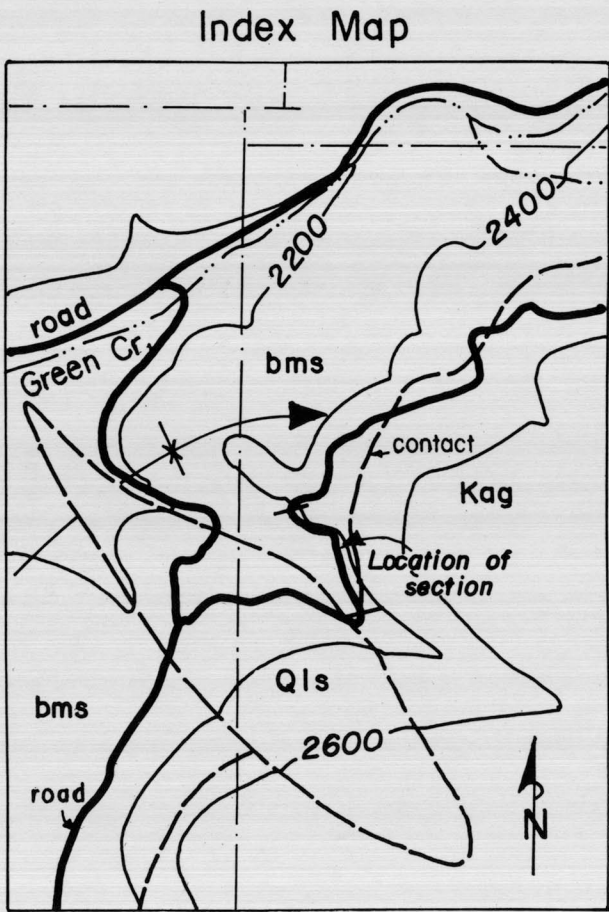 Index Map
2400
2200
road
Green Cr.
bms
contact
Kag
Location of
section
Qls
bms
2600
road
N